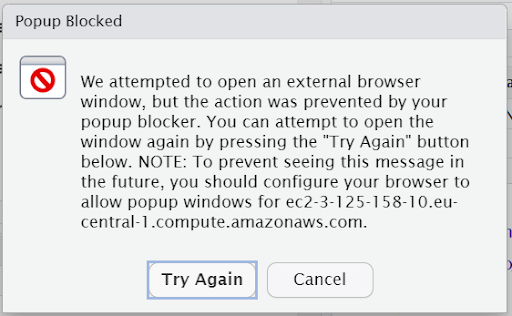 Popup Blocked
We attempted to open an external browser
window, but the action was prevented by your
popup blocker. You can attempt to open the
window again by pressing the "Try Again" button
below. NOTE: To prevent seeing this message in
the future, you should configure your browser to
allow popup windows for ec2-3-125-158-10.eu-
central-1.compute.amazonaws.com.
Try Again
Cancel